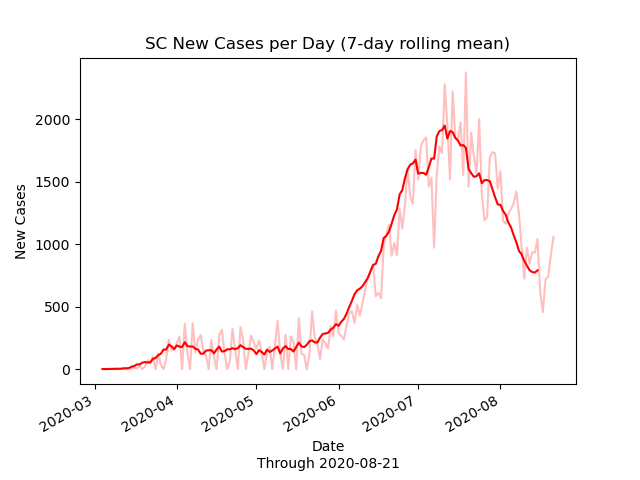 SC New Cases per Day (7-day rolling mean)
New Cases
2000
1500
1000
500
0
2020-03
2020-04
2020-05
2020-06
2020-07
2020-08
Date
Through 2020-08-21